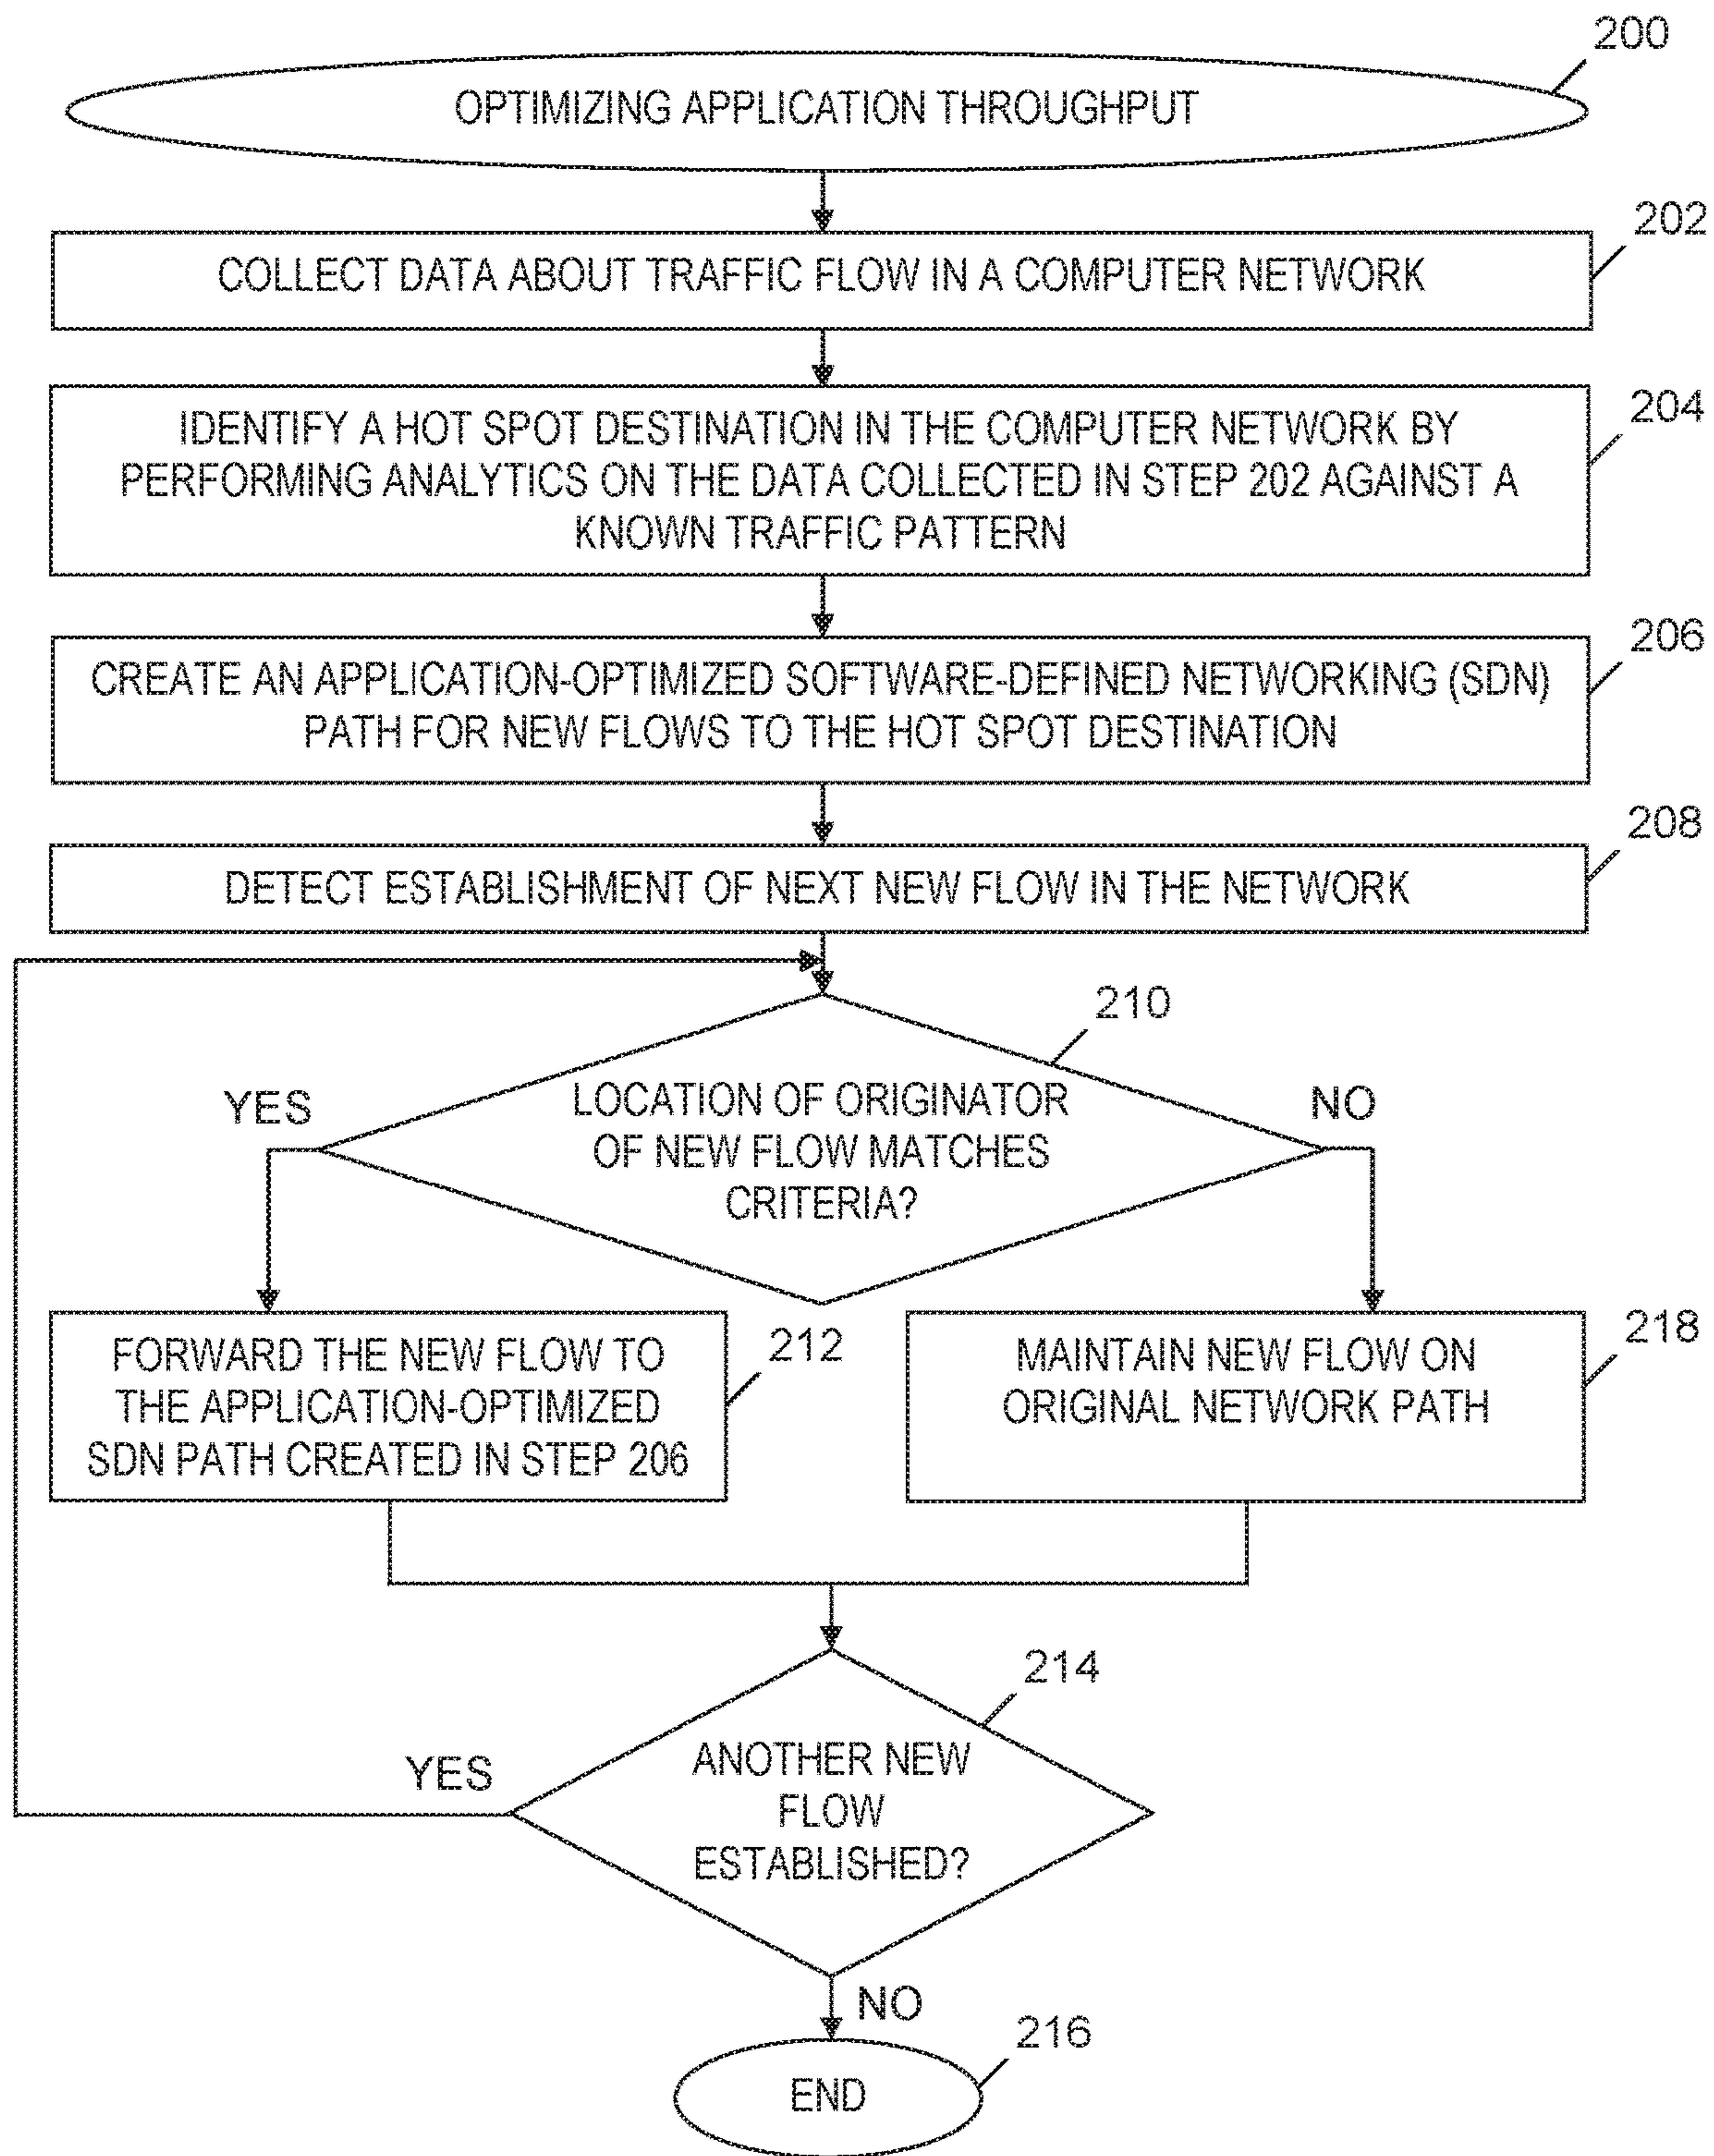 200
OPTIMIZING APPLICATION THROUGHPUT
202
COLLECT DATA ABOUT TRAFFIC FLOW IN A COMPUTER NETWORK
204
IDENTIFY A HOT SPOT DESTINATION IN THE COMPUTER NETWORK BY
PERFORMING ANALYTICS ON THE DATA COLLECTED IN STEP 202 AGAINST A
KNOWN TRAFFIC PATTERN
206
CREATE AN APPLICATION-OPTIMIZED SOFTWARE-DEFINED NETWORKING (SDN)
PATH FOR NEW FLOWS TO THE HOT SPOT DESTINATION
208
DETECT ESTABLISHMENT OF NEXT NEW FLOW IN THE NETWORK
210
YES
LOCATION OF ORIGINATOR
OF NEW FLOW MATCHES
CRITERIA?
NO
FORWARD THE NEW FLOW TO
THE APPLICATION-OPTIMIZED
SDN PATH CREATED IN STEP 206
212
MAINTAIN NEW FLOW ON
ORIGINAL NETWORK PATH
218
214
YES
ANOTHER NEW
FLOW
ESTABLISHED?
NO
216
END